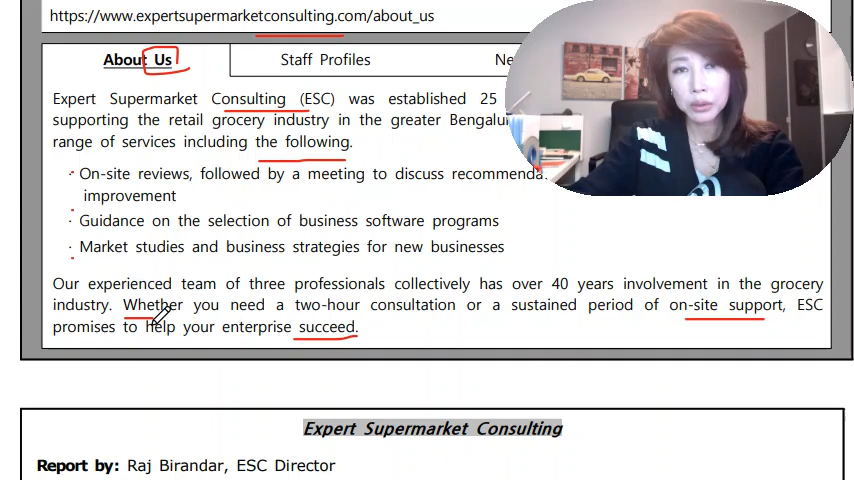 https://www.expertsupermarketconsulting.com/about_us
About Us
Staff Profiles
Expert Supermarket Consulting (ESC) was established 25
supporting the retail grocery industry in the greater
range of services including the following.
· On-site reviews, followed by a meeting to discuss
improvement
· Guidance on the selection of business software programs
· Market studies and business strategies for new businesses
Our experienced team of three professionals collectively has over 40 years involvement in the grocery
industry. Whether you need a two-hour consultation or a sustained period of on-site support, ESC
promises to help your enterprise succeed.
Expert Supermarket Consulting
Report by: Raj Birandar, ESC Director